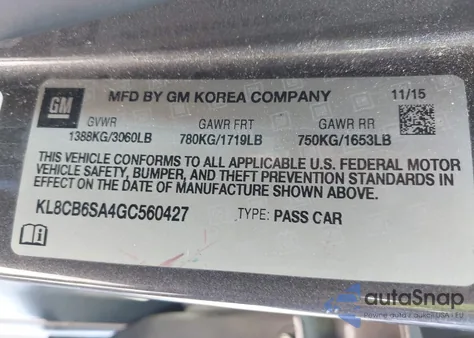 GM
MFD BY GM KOREA COMPANY 11/15
GVWR GAWR FRT GAWR RR
1388KG/3060LB 780KG/1719LB 750KG/1653LB
THIS VEHICLE CONFORMS TO ALL APPLICABLE U.S. FEDERAL MOTOR
VEHICLE SAFETY, BUMPER, AND THEFT PREVENTION STANDARDS IN
EFFECT ON THE DATE OF MANUFACTURE SHOWN ABOVE.
KL8CB6SA4GC560427 TYPE: PASS CAR
autoSnap